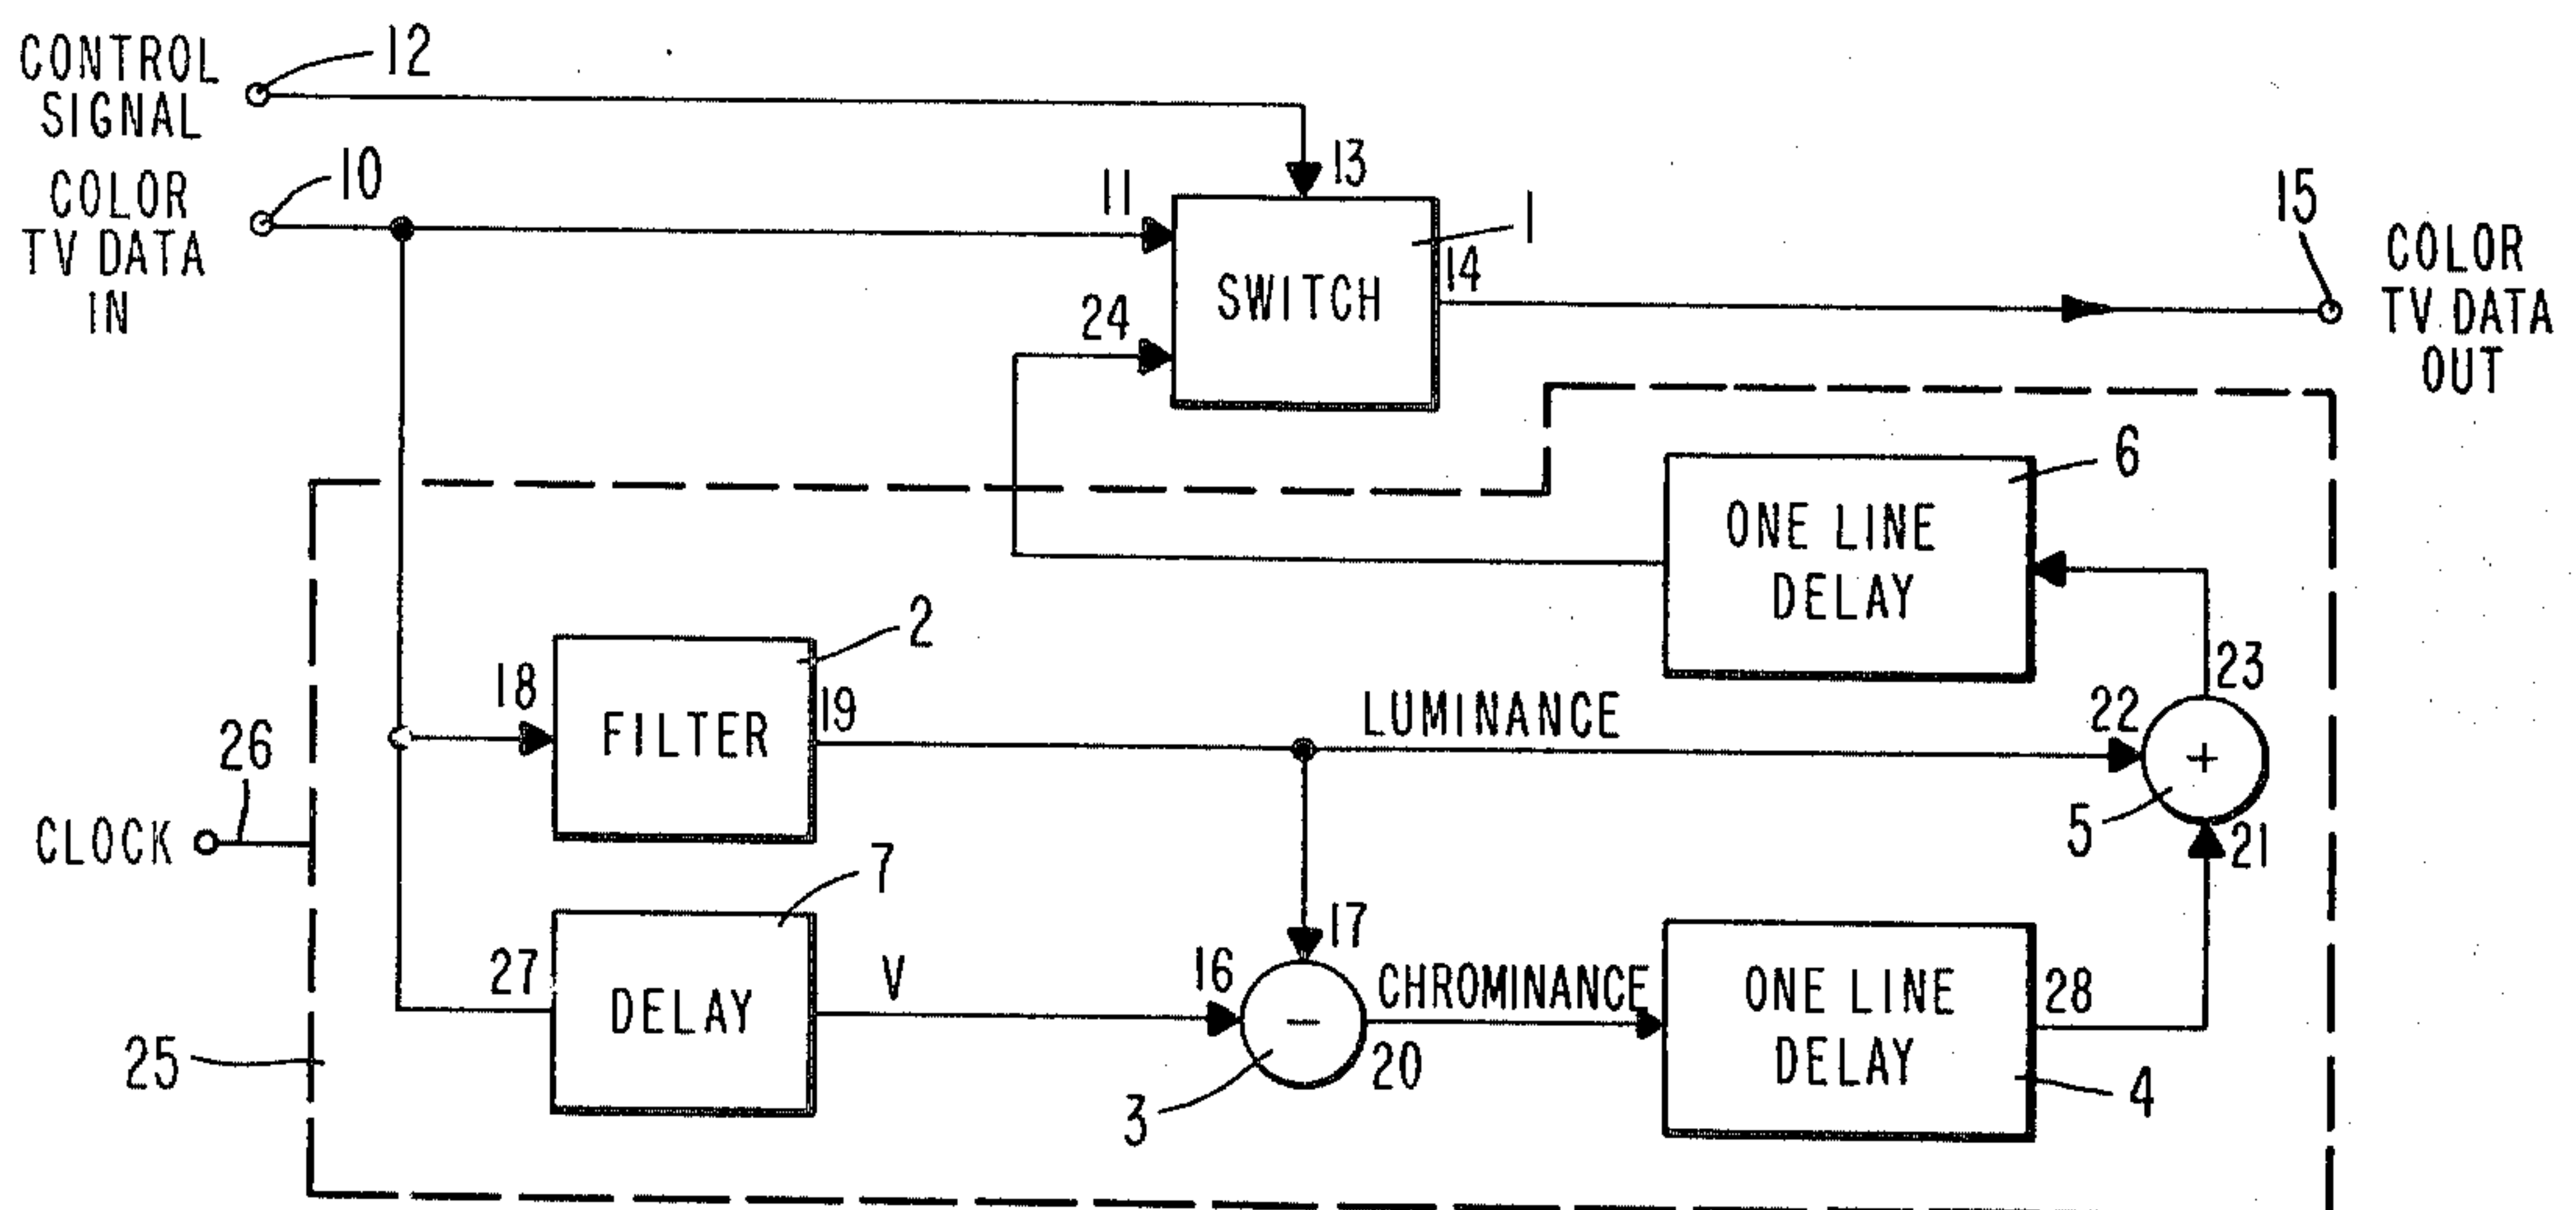 CONTROL
SIGNAL
12
COLOR
TV DATA
IN
10
11
13
1
SWITCH
14
24
15
COLOR
TV DATA
OUT
6
ONE LINE
DELAY
2
18
FILTER
19
LUMINANCE
22
23
+
5
21
26
CLOCK
7
27
DELAY
V
16
17
-
3
CHROMINANCE
20
ONE LINE
DELAY
28
4
25